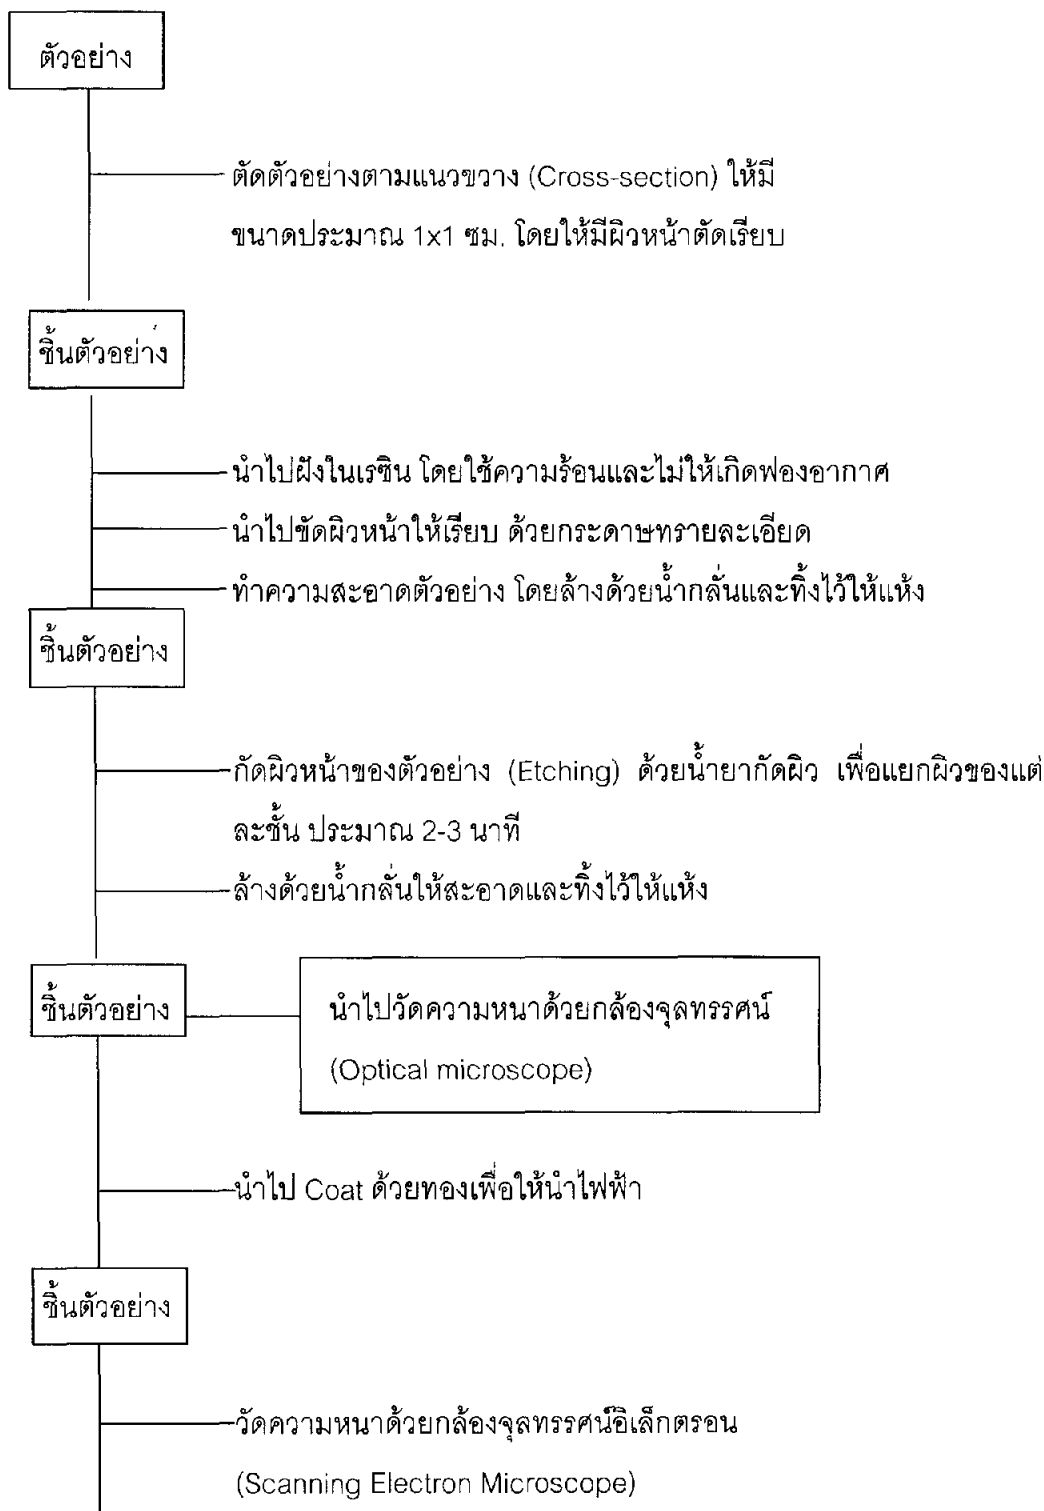 ตัวอย่าง
ตัดตัวอย่างตามแนวขวาง (Cross-section) ให้มี
ขนาดประมาณ 1x1 ซม. โดยให้มีผิวหน้าตัดเรียบ
ชิ้นตัวอย่าง
นำไปฝังในเรซิน โดยใช้ความร้อนและไม่ให้เกิดฟองอากาศ
นำไปขัดผิวหน้าให้เรียบ ด้วยกระดาษทรายละเอียด
ทำความสะอาดตัวอย่าง โดยล้างด้วยน้ำกลั่นและทิ้งไว้ให้แห้ง
ชิ้นตัวอย่าง
กัดผิวหน้าของตัวอย่าง (Etching) ด้วยน้ำยากัดผิว เพื่อแยกผิวของแต่
ละชั้น ประมาณ 2-3 นาที
ล้างด้วยน้ำกลั่นให้สะอาดและทิ้งไว้ให้แห้ง
ชิ้นตัวอย่าง
นำไปวัดความหนาด้วยกล้องจุลทรรศน์
(Optical microscope)
นำไป Coat ด้วยทองเพื่อให้นำไฟฟ้า
ชิ้นตัวอย่าง
วัดความหนาด้วยกล้องจุลทรรศน์อิเล็กตรอน
(Scanning Electron Microscope)